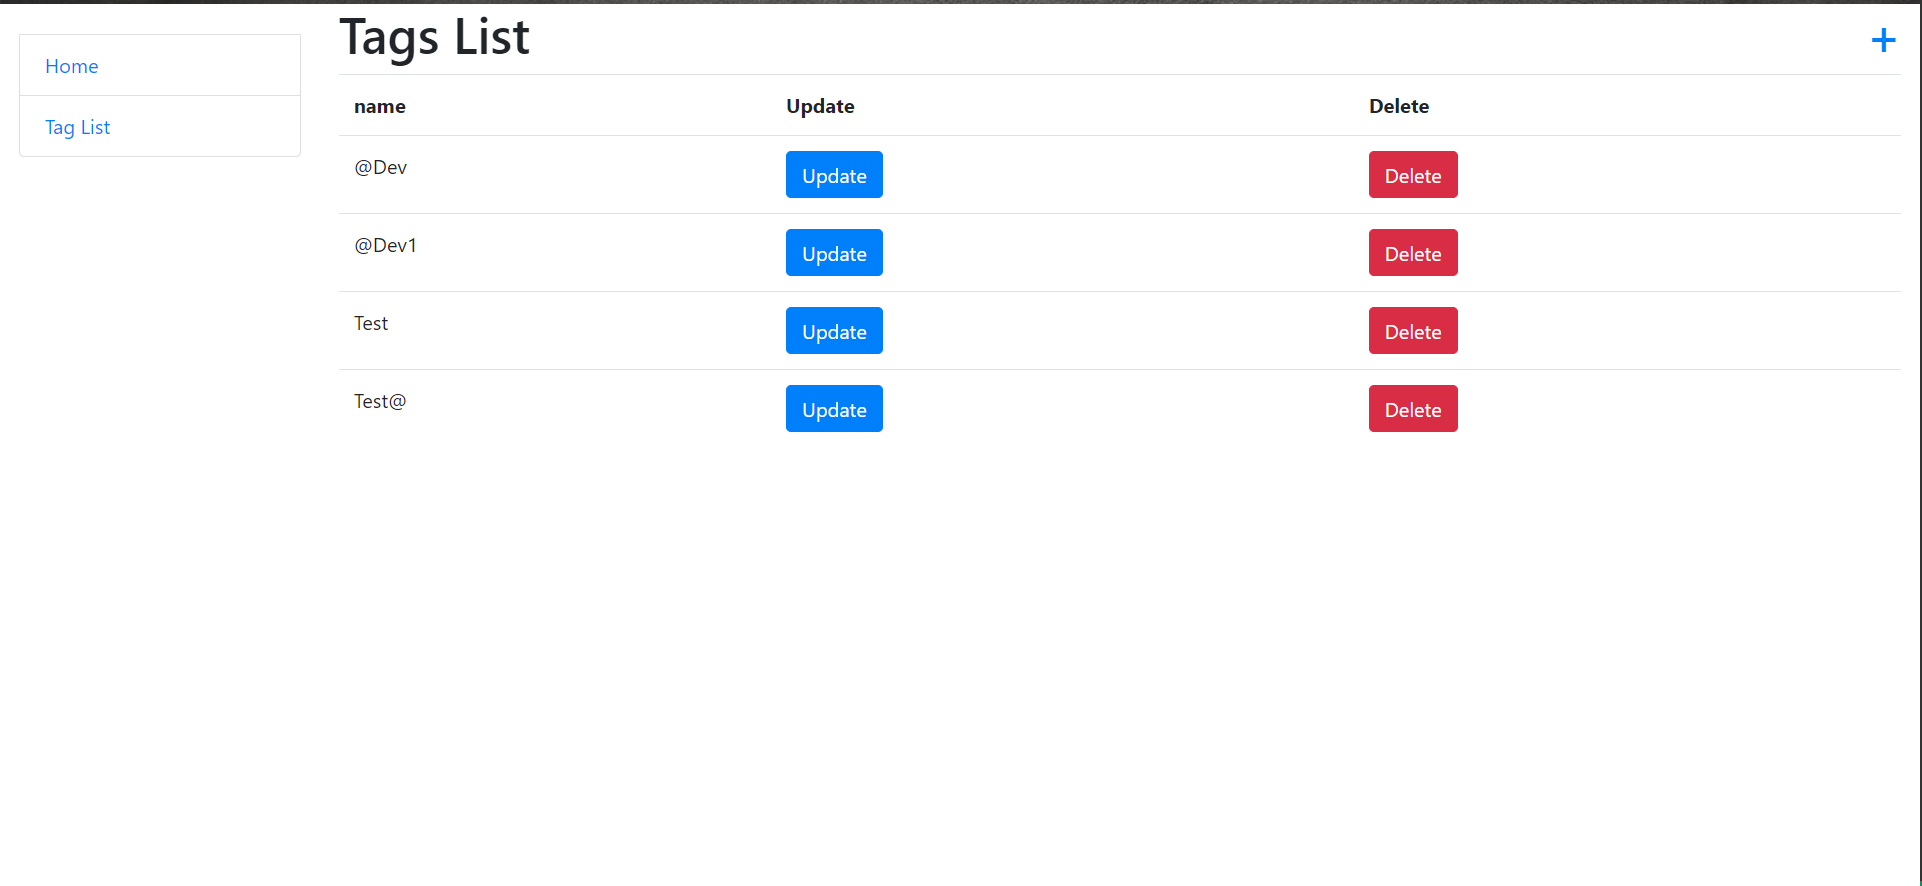 Home
Tag List
Tags List +
name Update Delete
@Dev Update Delete
@Dev1 Update Delete
Test Update Delete
Test@ Update Delete